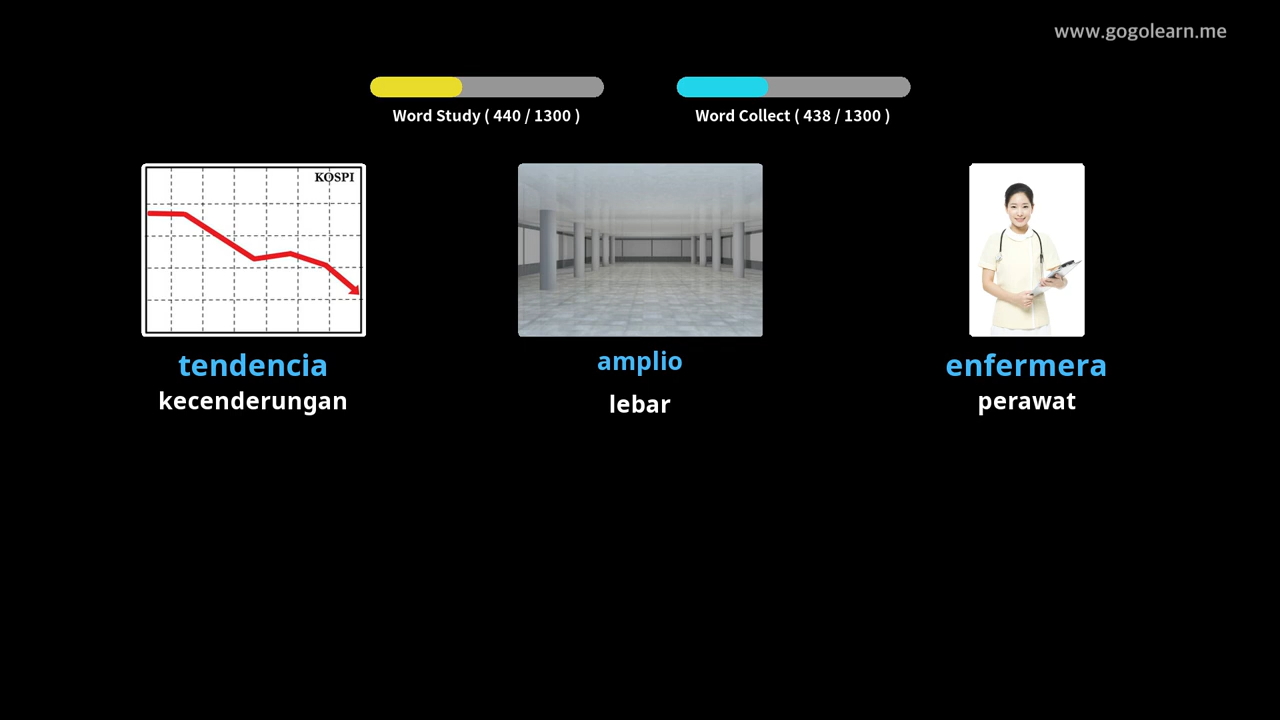 www.gogolearn.me
Word Study ( 440 / 1300 )
Word Collect ( 438 / 1300 )
KOSPI
tendencia
kecenderungan
amplio
lebar
enfermera
perawat